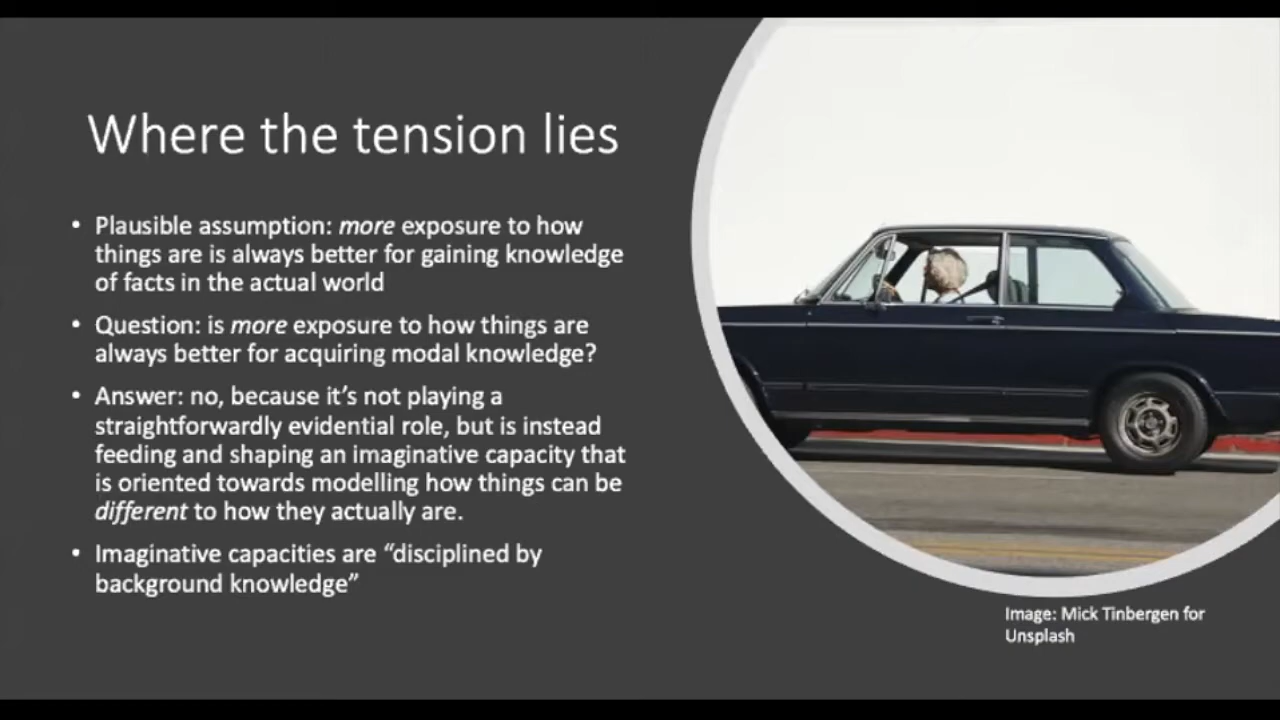 Where the tension lies
• Plausible assumption: more exposure to how
things are is always better for gaining knowledge
of facts in the actual world
• Question: is more exposure to how things are
always better for acquiring modal knowledge?
• Answer: no, because it’s not playing a
straightforwardly evidential role, but is instead
feeding and shaping an imaginative capacity that
is oriented towards modelling how things can be
different to how they actually are.
• Imaginative capacities are “disciplined by
background knowledge”
Image: Mick Tinbergen for
Unsplash